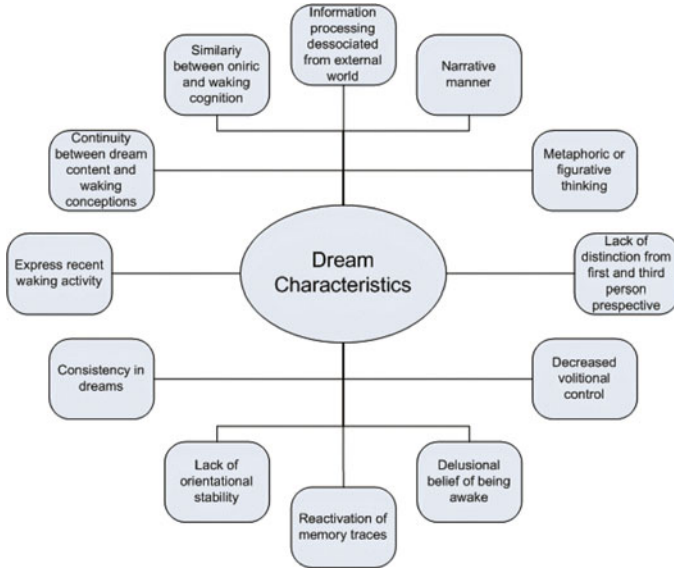 Information
processing
dessociated
from external
world
Similariy
between oniric
and waking
cognition
Narrative
manner
Continuity
between dream
content and
waking
conceptions
Metaphoric or
figurative
thinking
Express recent
waking activity
Dream
Characteristics
Lack of
distinction from
first and third
person
prespective
Consistency in
dreams
Decreased
volitional
control
Lack of
orientational
stability
Reactivation of
memory traces
Delusional
belief of being
awake